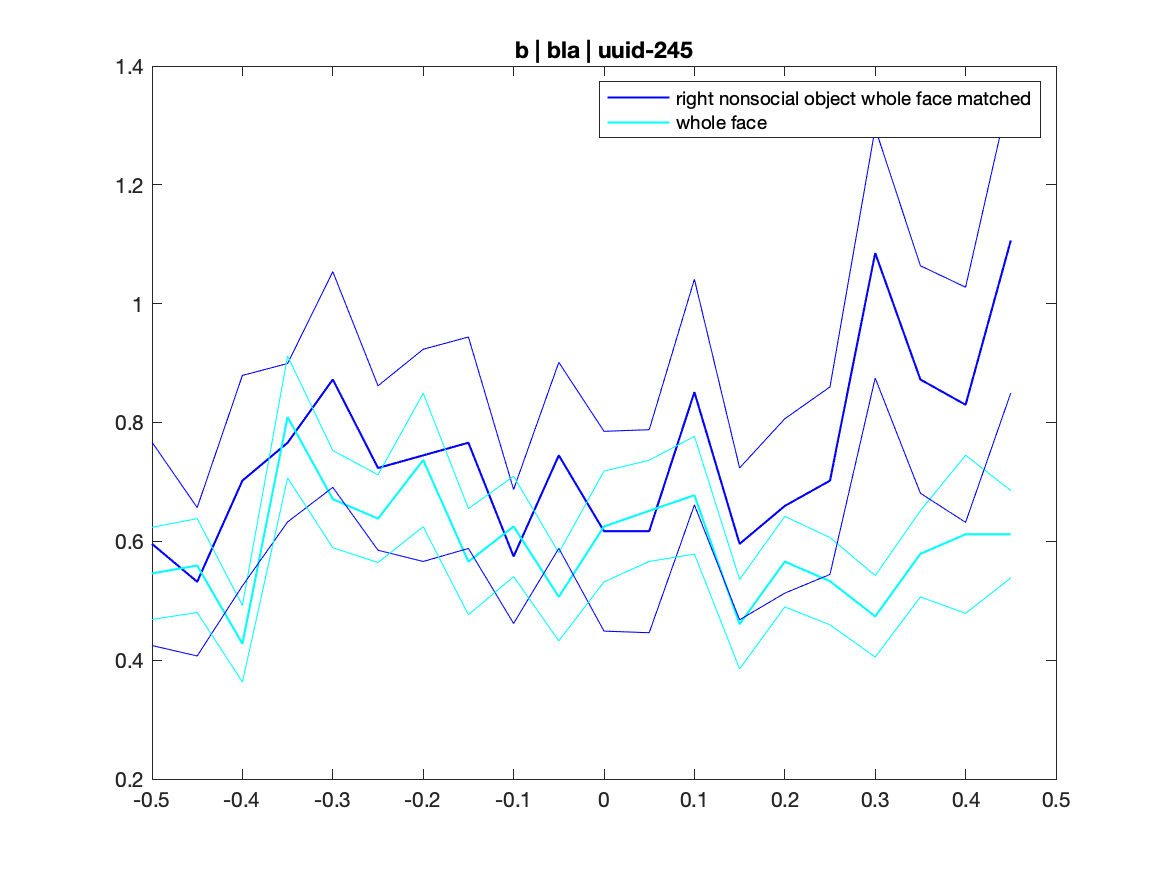 b | bla | uuid-245
right nonsocial object whole face matched
whole face
1.4
1.2
1
0.8
0.6
0.4
0.2
-0.5 -0.4 -0.3 -0.2 -0.1 0 0.1 0.2 0.3 0.4 0.5